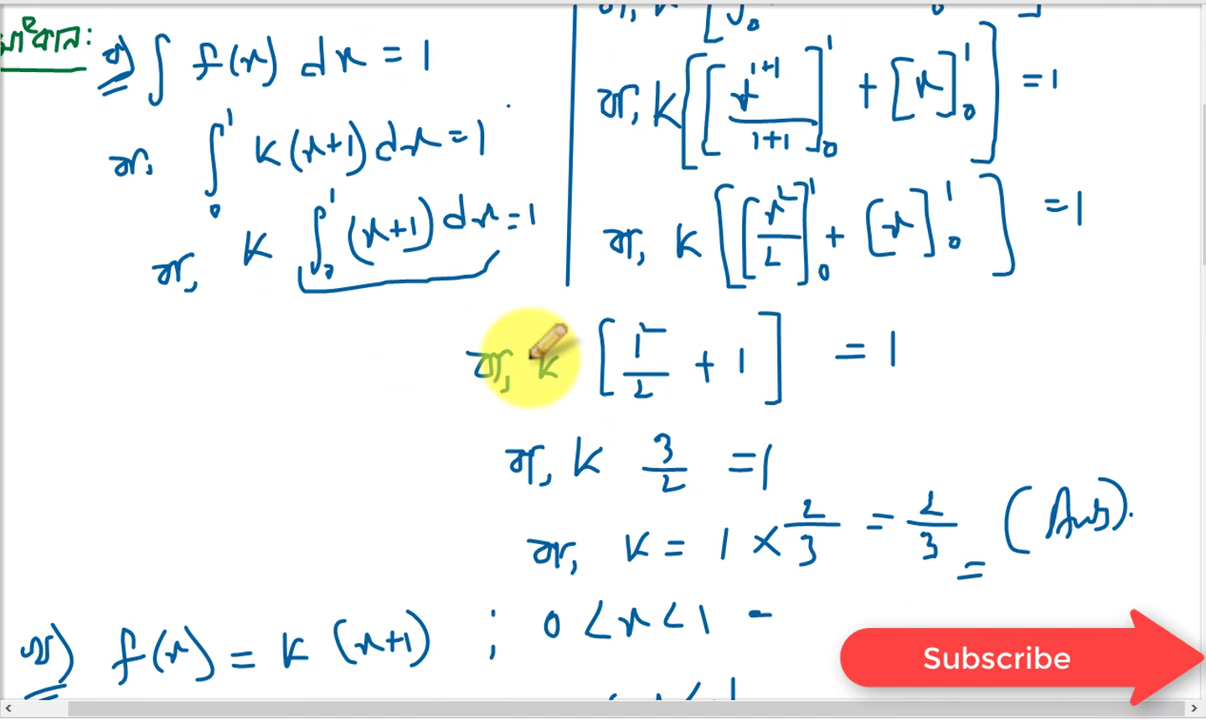 সমাধান:
ক) ∫ f(x) dx = 1
বা, ∫₀¹ K(x+1) dx = 1
বা, K ∫₀¹ (x+1) dx = 1
বা, K [[x¹⁺¹/1+1]₀¹ + [x]₀¹] = 1
বা, K [[x²/2]₀¹ + [x]₀¹] = 1
বা, K [1²/2 + 1] = 1
বা, K 3/2 = 1
বা, K = 1 × 2/3 = 2/3 (Ans).
খ) f(x) = K (x+1) ; 0 < x < 1
Subscribe